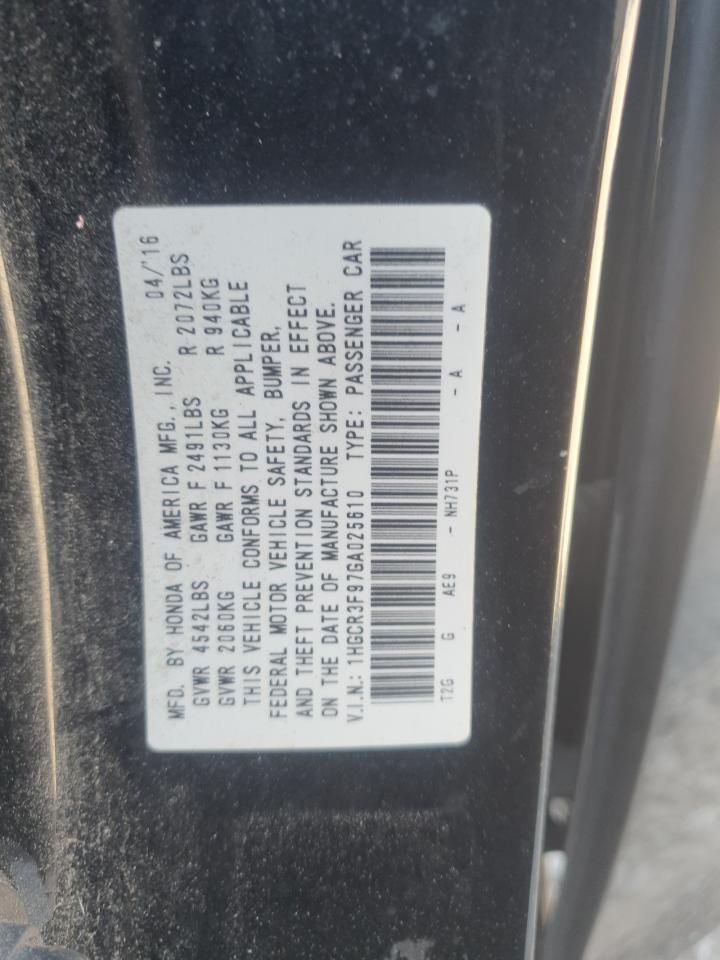 MFD. BY HONDA OF AMERICA MFG., INC. 04/'16
GVWR 4542LBS GAWR F 2491LBS R 2072LBS
GVWR 2060KG GAWR F 1130KG R 940KG
THIS VEHICLE CONFORMS TO ALL APPLICABLE
FEDERAL MOTOR VEHICLE SAFETY, BUMPER,
AND THEFT PREVENTION STANDARDS IN EFFECT
ON THE DATE OF MANUFACTURE SHOWN ABOVE.
V.I.N.: 1HGCR3F97GA025610 TYPE: PASSENGER CAR
T2G G AE9 - NH731P - A - A